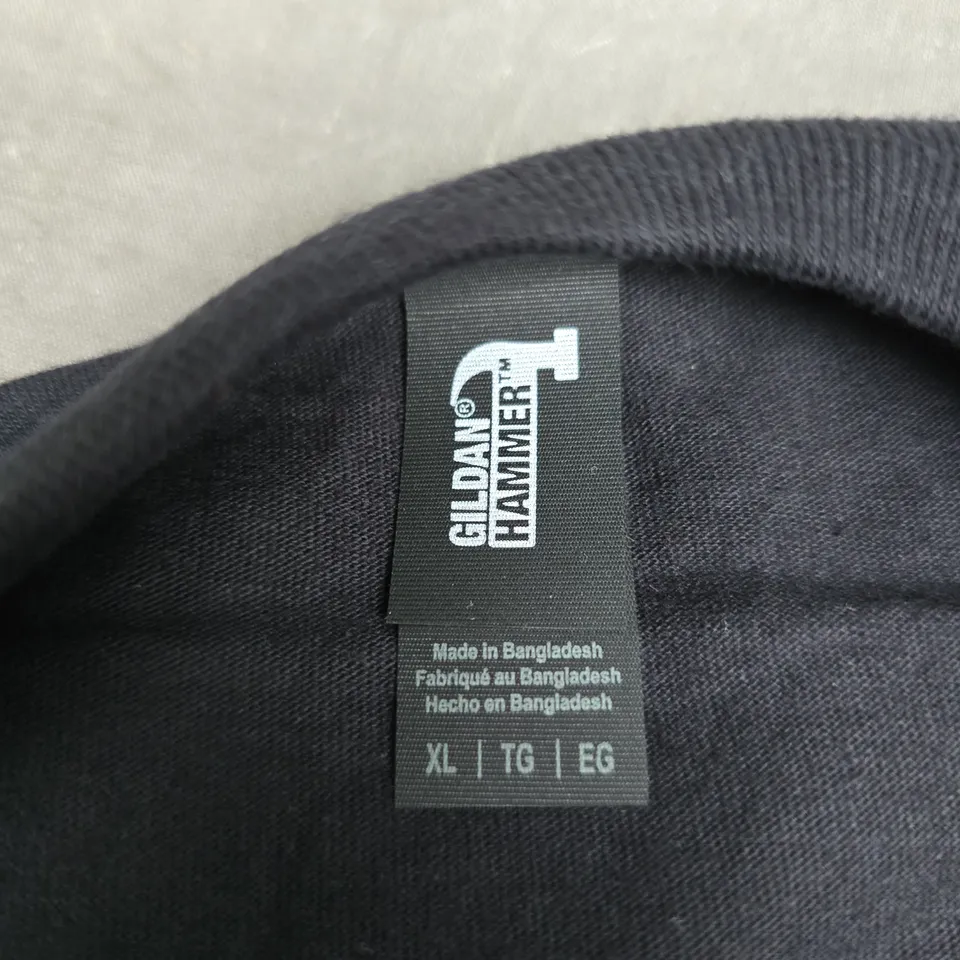 GILDAN®
HAMMER™
Made in Bangladesh
Fabriqué au Bangladesh
Hecho en Bangladesh
XL | TG | EG